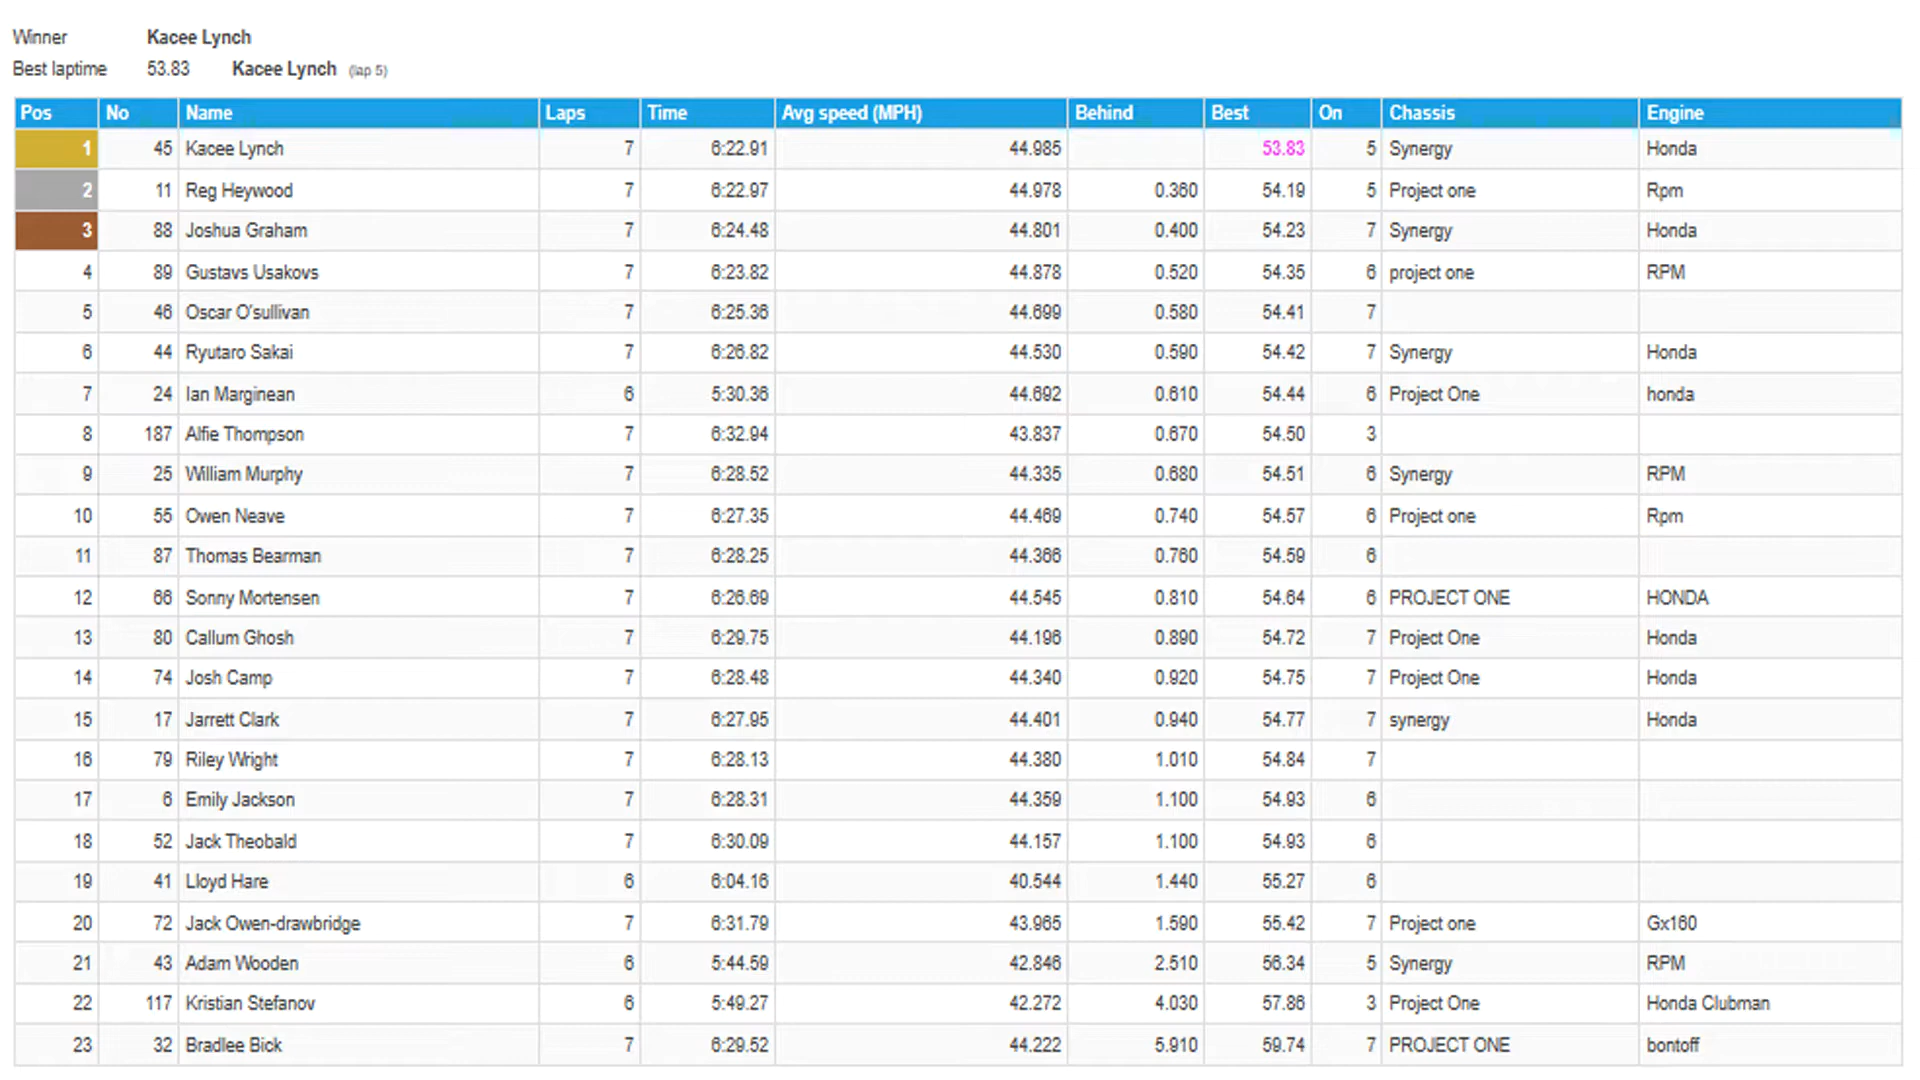 Winner Kacee Lynch
Best laptime 53.83 Kacee Lynch (lap 5)
Pos No Name Laps Time Avg speed (MPH) Behind Best On Chassis Engine
1 45 Kacee Lynch 7 6:22.91 44.985 53.83 5 Synergy Honda
2 11 Reg Heywood 7 6:22.97 44.978 0.360 54.19 5 Project one Rpm
3 88 Joshua Graham 7 6:24.48 44.801 0.400 54.23 7 Synergy Honda
4 89 Gustavs Usakovs 7 6:23.82 44.878 0.520 54.35 6 project one RPM
5 46 Oscar O'sullivan 7 6:25.36 44.699 0.580 54.41 7
6 44 Ryutaro Sakai 7 6:26.82 44.530 0.590 54.42 7 Synergy Honda
7 24 Ian Marginean 6 5:30.36 44.692 0.610 54.44 6 Project One honda
8 187 Alfie Thompson 7 6:32.94 43.837 0.670 54.50 3
9 25 William Murphy 7 6:28.52 44.335 0.680 54.51 6 Synergy RPM
10 55 Owen Neave 7 6:27.35 44.469 0.740 54.57 6 Project one Rpm
11 87 Thomas Bearman 7 6:28.25 44.366 0.760 54.59 6
12 66 Sonny Mortensen 7 6:26.69 44.545 0.810 54.64 6 PROJECT ONE HONDA
13 80 Callum Ghosh 7 6:29.75 44.196 0.890 54.72 7 Project One Honda
14 74 Josh Camp 7 6:28.48 44.340 0.920 54.75 7 Project One Honda
15 17 Jarrett Clark 7 6:27.95 44.401 0.940 54.77 7 synergy Honda
16 79 Riley Wright 7 6:28.13 44.380 1.010 54.84 7
17 6 Emily Jackson 7 6:28.31 44.359 1.100 54.93 6
18 52 Jack Theobald 7 6:30.09 44.157 1.100 54.93 6
19 41 Lloyd Hare 6 6:04.16 40.544 1.440 55.27 6
20 72 Jack Owen-drawbridge 7 6:31.79 43.965 1.590 55.42 7 Project one Gx160
21 43 Adam Wooden 6 5:44.59 42.846 2.510 56.34 5 Synergy RPM
22 117 Kristian Stefanov 6 5:49.27 42.272 4.030 57.86 3 Project One Honda Clubman
23 32 Bradlee Bick 7 6:29.52 44.222 5.910 59.74 7 PROJECT ONE bontoff